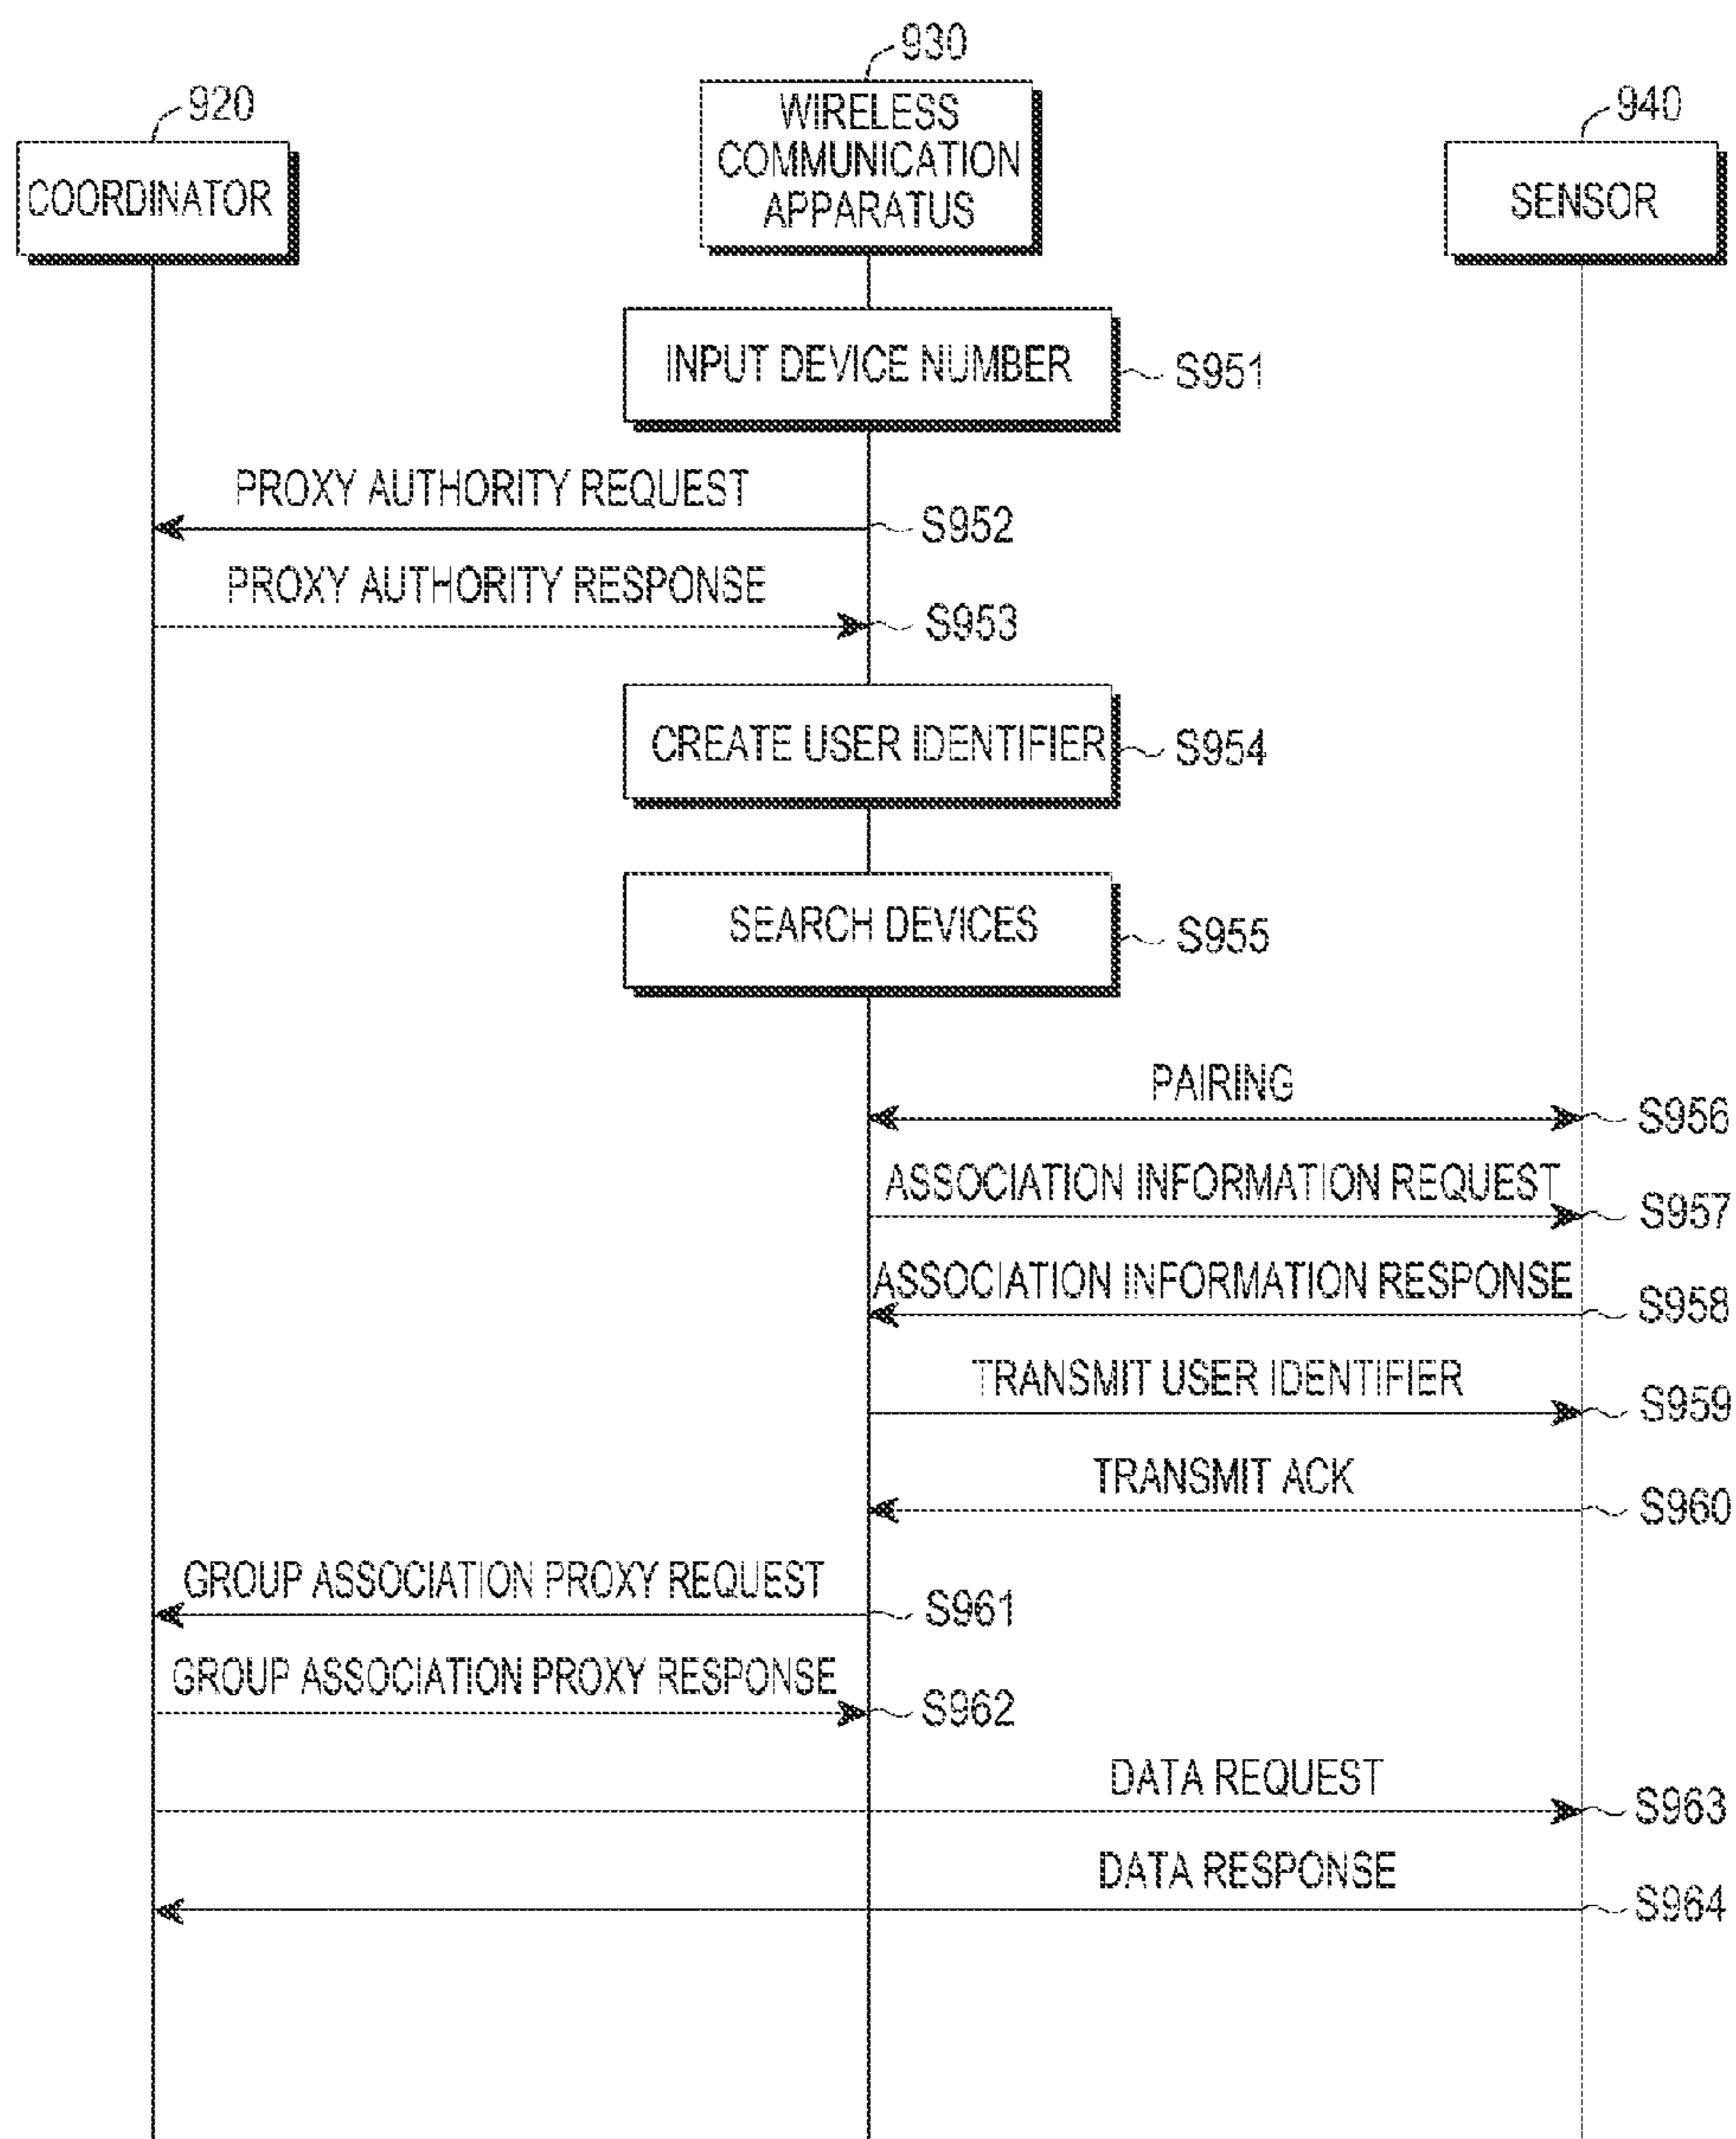 930
920
940
WIRELESS
COMMUNICATION
APPARATUS
COORDINATOR
SENSOR
INPUT DEVICE NUMBER
S951
PROXY AUTHORITY REQUEST
S952
PROXY AUTHORITY RESPONSE
S953
CREATE USER IDENTIFIER
S954
SEARCH DEVICES
S955
PAIRING
S956
ASSOCIATION INFORMATION REQUEST
S957
ASSOCIATION INFORMATION RESPONSE
S958
TRANSMIT USER IDENTIFIER
S959
TRANSMIT ACK
S960
GROUP ASSOCIATION PROXY REQUEST
S961
GROUP ASSOCIATION PROXY RESPONSE
S962
DATA REQUEST
S963
DATA RESPONSE
S964